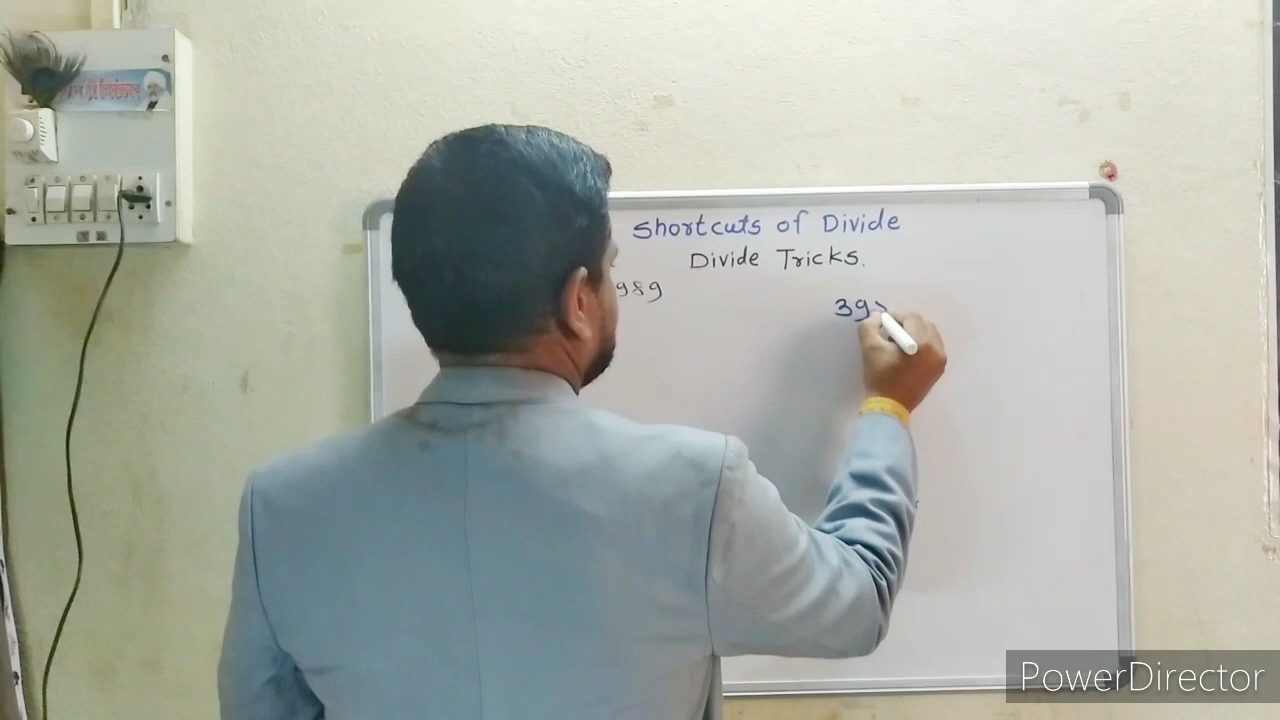 Shortcuts of Divide
Divide Tricks.
989
39
PowerDirector